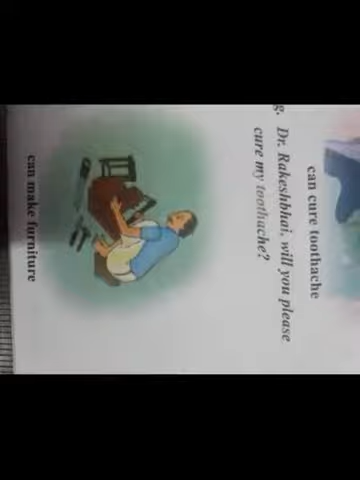 can cure toothache
g. Dr. Rakeshbhai, will you please
cure my toothache?
can make furniture